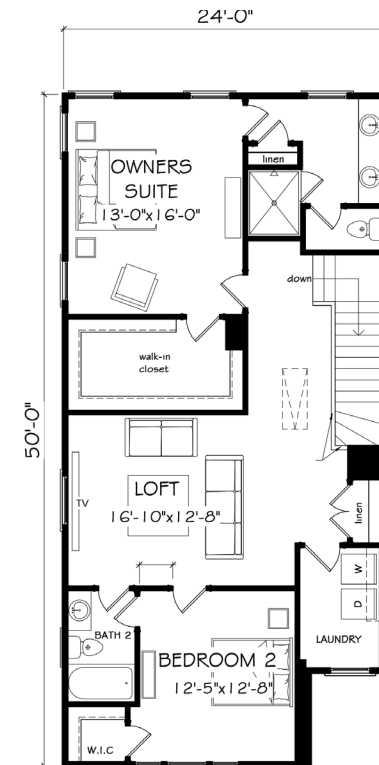 24'-0"
linen
OWNERS
SUITE
13'-0"x16'-0"
down
walk-in
closet
50'-0"
TV
LOFT
16'-10"x12'-8"
linen
W
D
BATH 2
LAUNDRY
BEDROOM 2
12'-5"x12'-8"
W.I.C